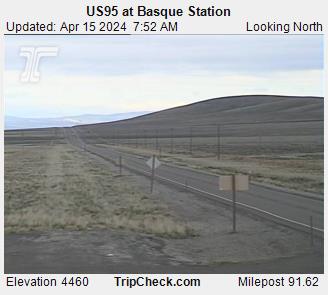 US95 at Basque Station
Updated: Apr 15 2024 7:52 AM Looking North
Elevation 4460 TripCheck.com Milepost 91.62